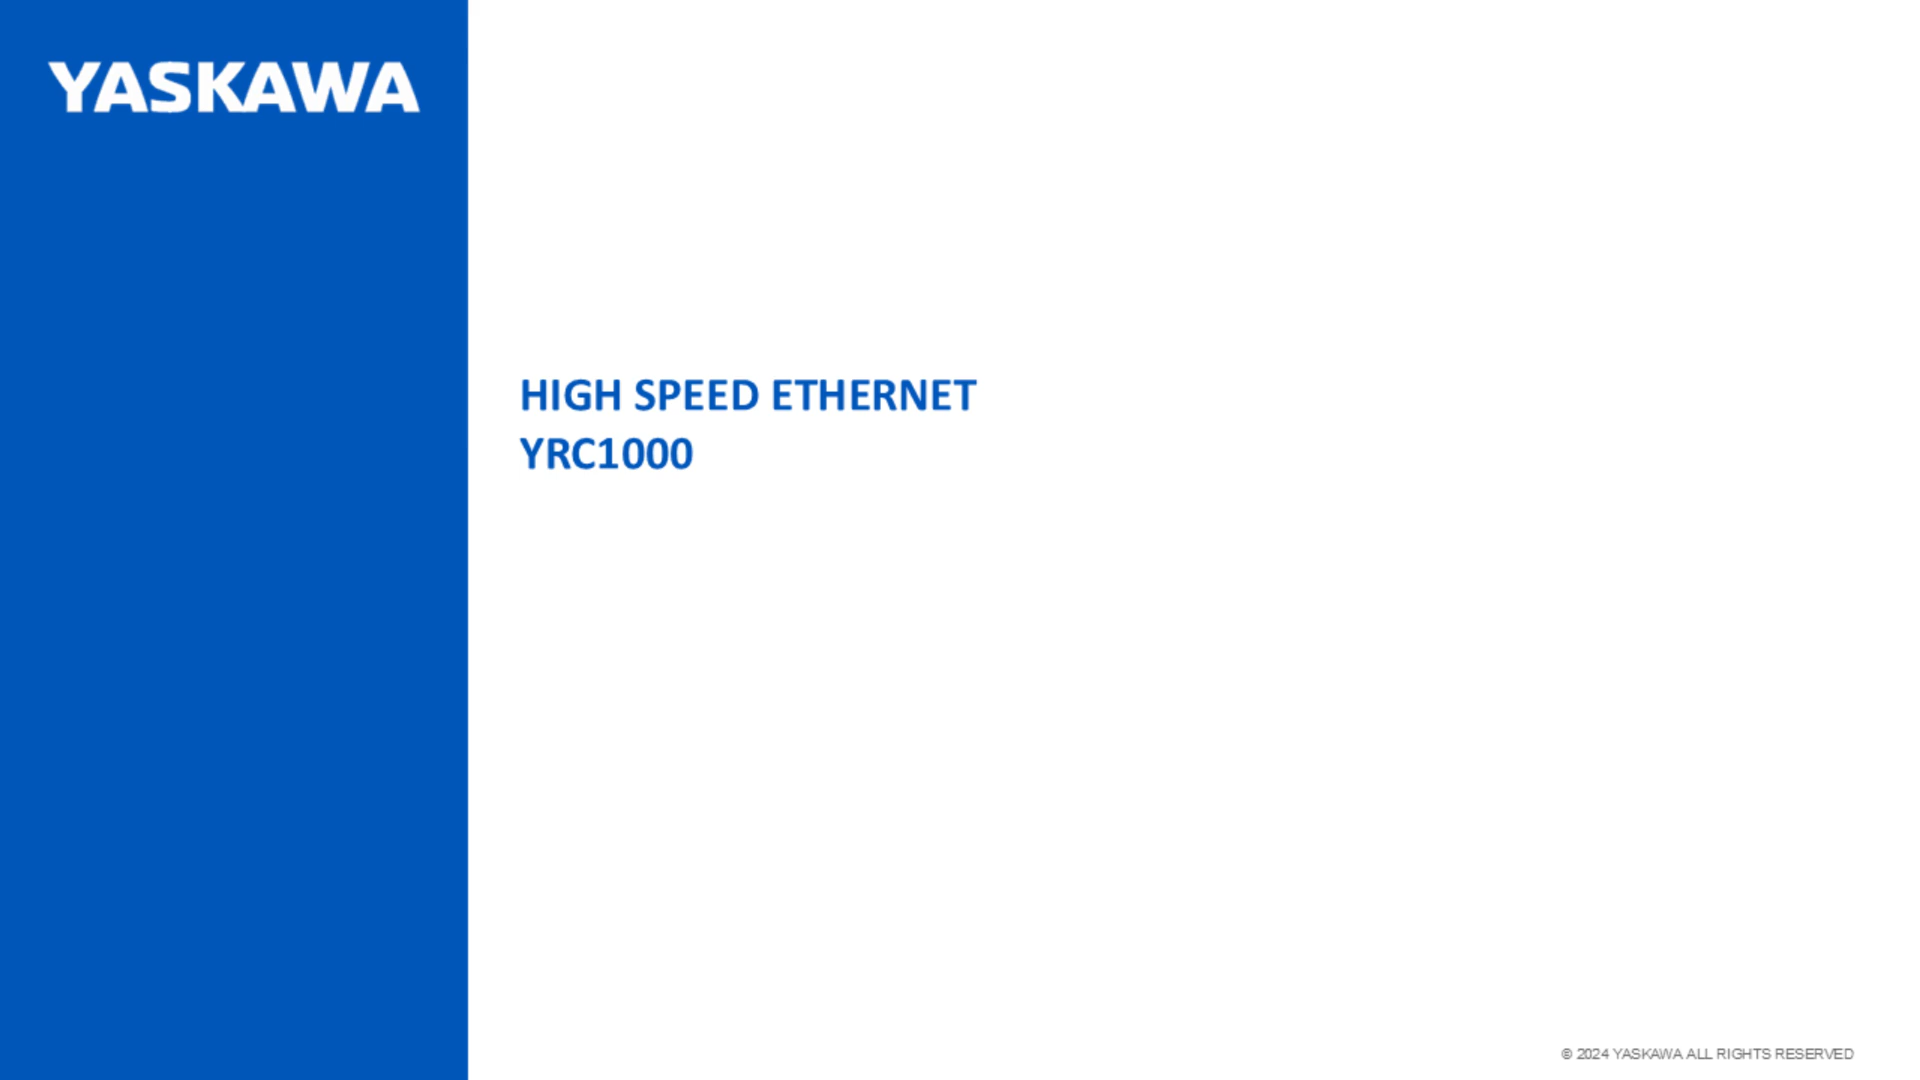 YASKAWA
HIGH SPEED ETHERNET
YRC1000
© 2024 YASKAWA ALL RIGHTS RESERVED